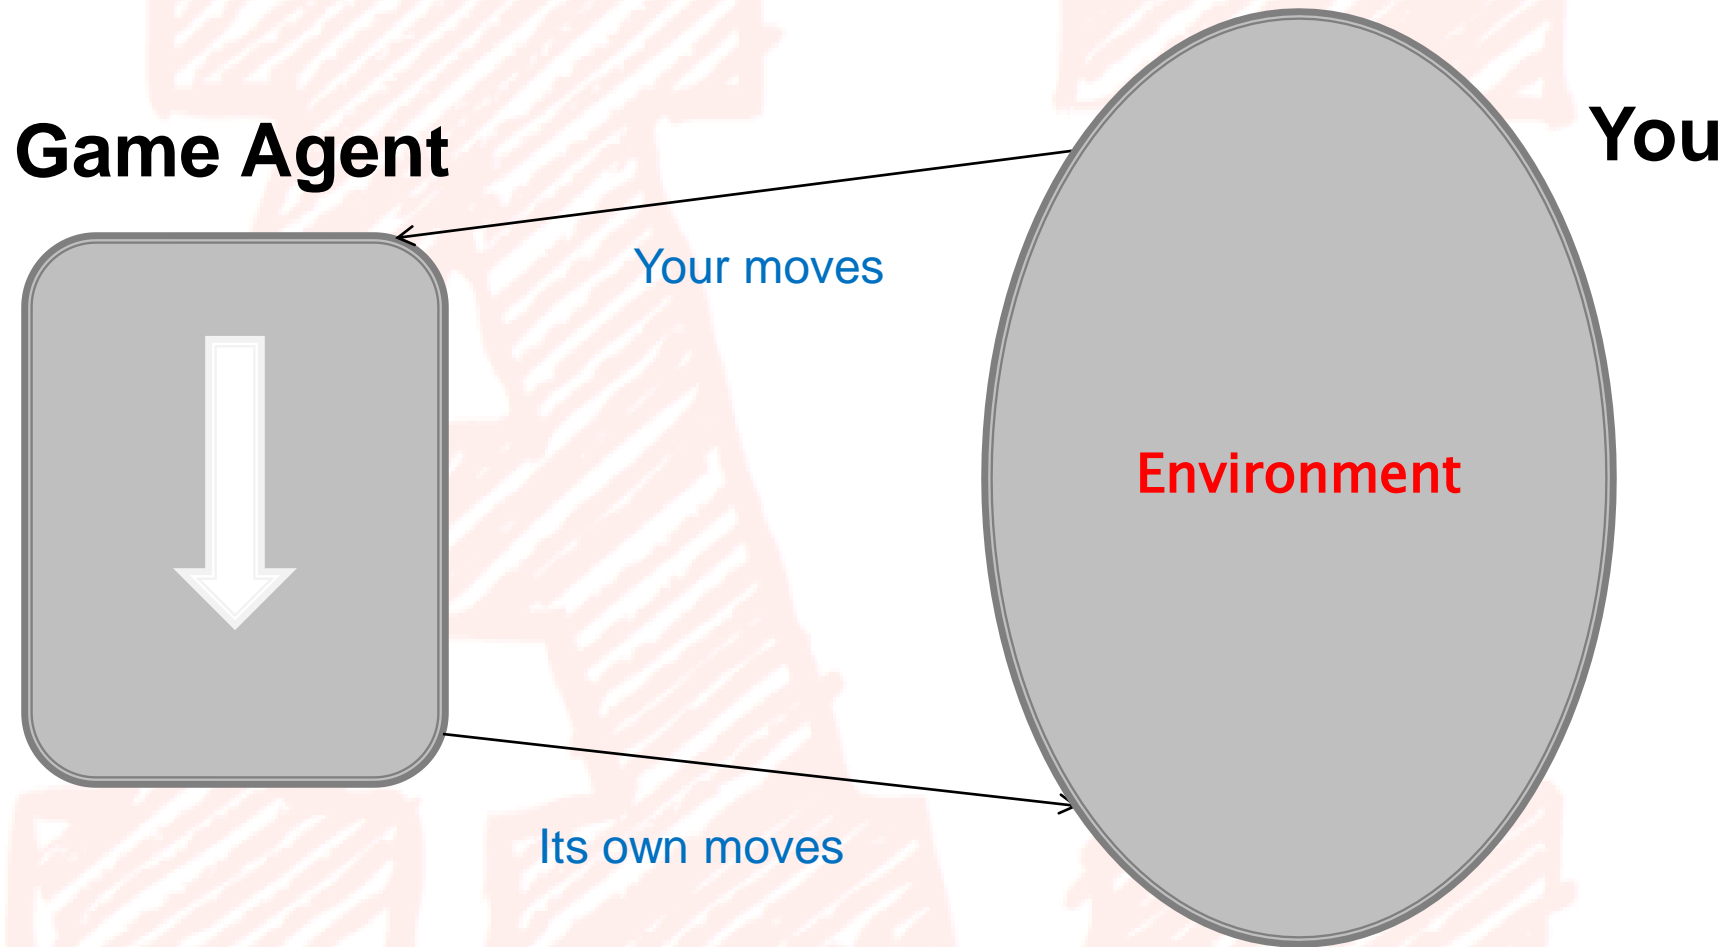 Game Agent
You
Your moves
Environment
Its own moves